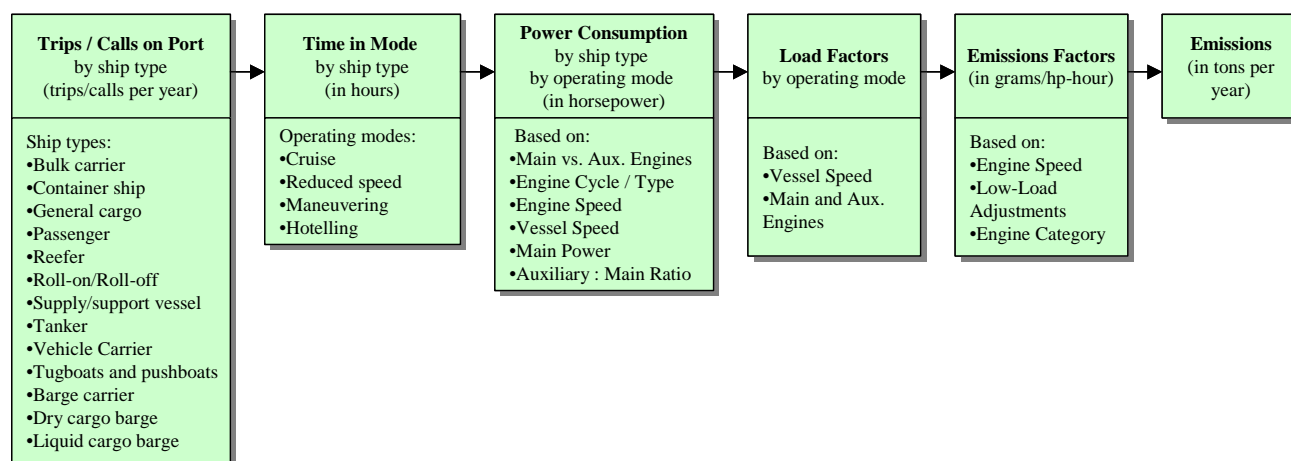 Trips / Calls on Port
by ship type
(trips/calls per year)
Ship types:
•Bulk carrier
•Container ship
•General cargo
•Passenger
•Reefer
•Roll-on/Roll-off
•Supply/support vessel
•Tanker
•Vehicle Carrier
•Tugboats and pushboats
•Barge carrier
•Dry cargo barge
•Liquid cargo barge
Time in Mode
by ship type
(in hours)
Operating modes:
•Cruise
•Reduced speed
•Maneuvering
•Hotelling
Power Consumption
by ship type
by operating mode
(in horsepower)
Based on:
•Main vs. Aux. Engines
•Engine Cycle / Type
•Engine Speed
•Vessel Speed
•Main Power
•Auxiliary : Main Ratio
Load Factors
by operating mode
Based on:
•Vessel Speed
•Main and Aux.
Engines
Emissions Factors
(in grams/hp-hour)
Based on:
•Engine Speed
•Low-Load
Adjustments
•Engine Category
Emissions
(in tons per
year)